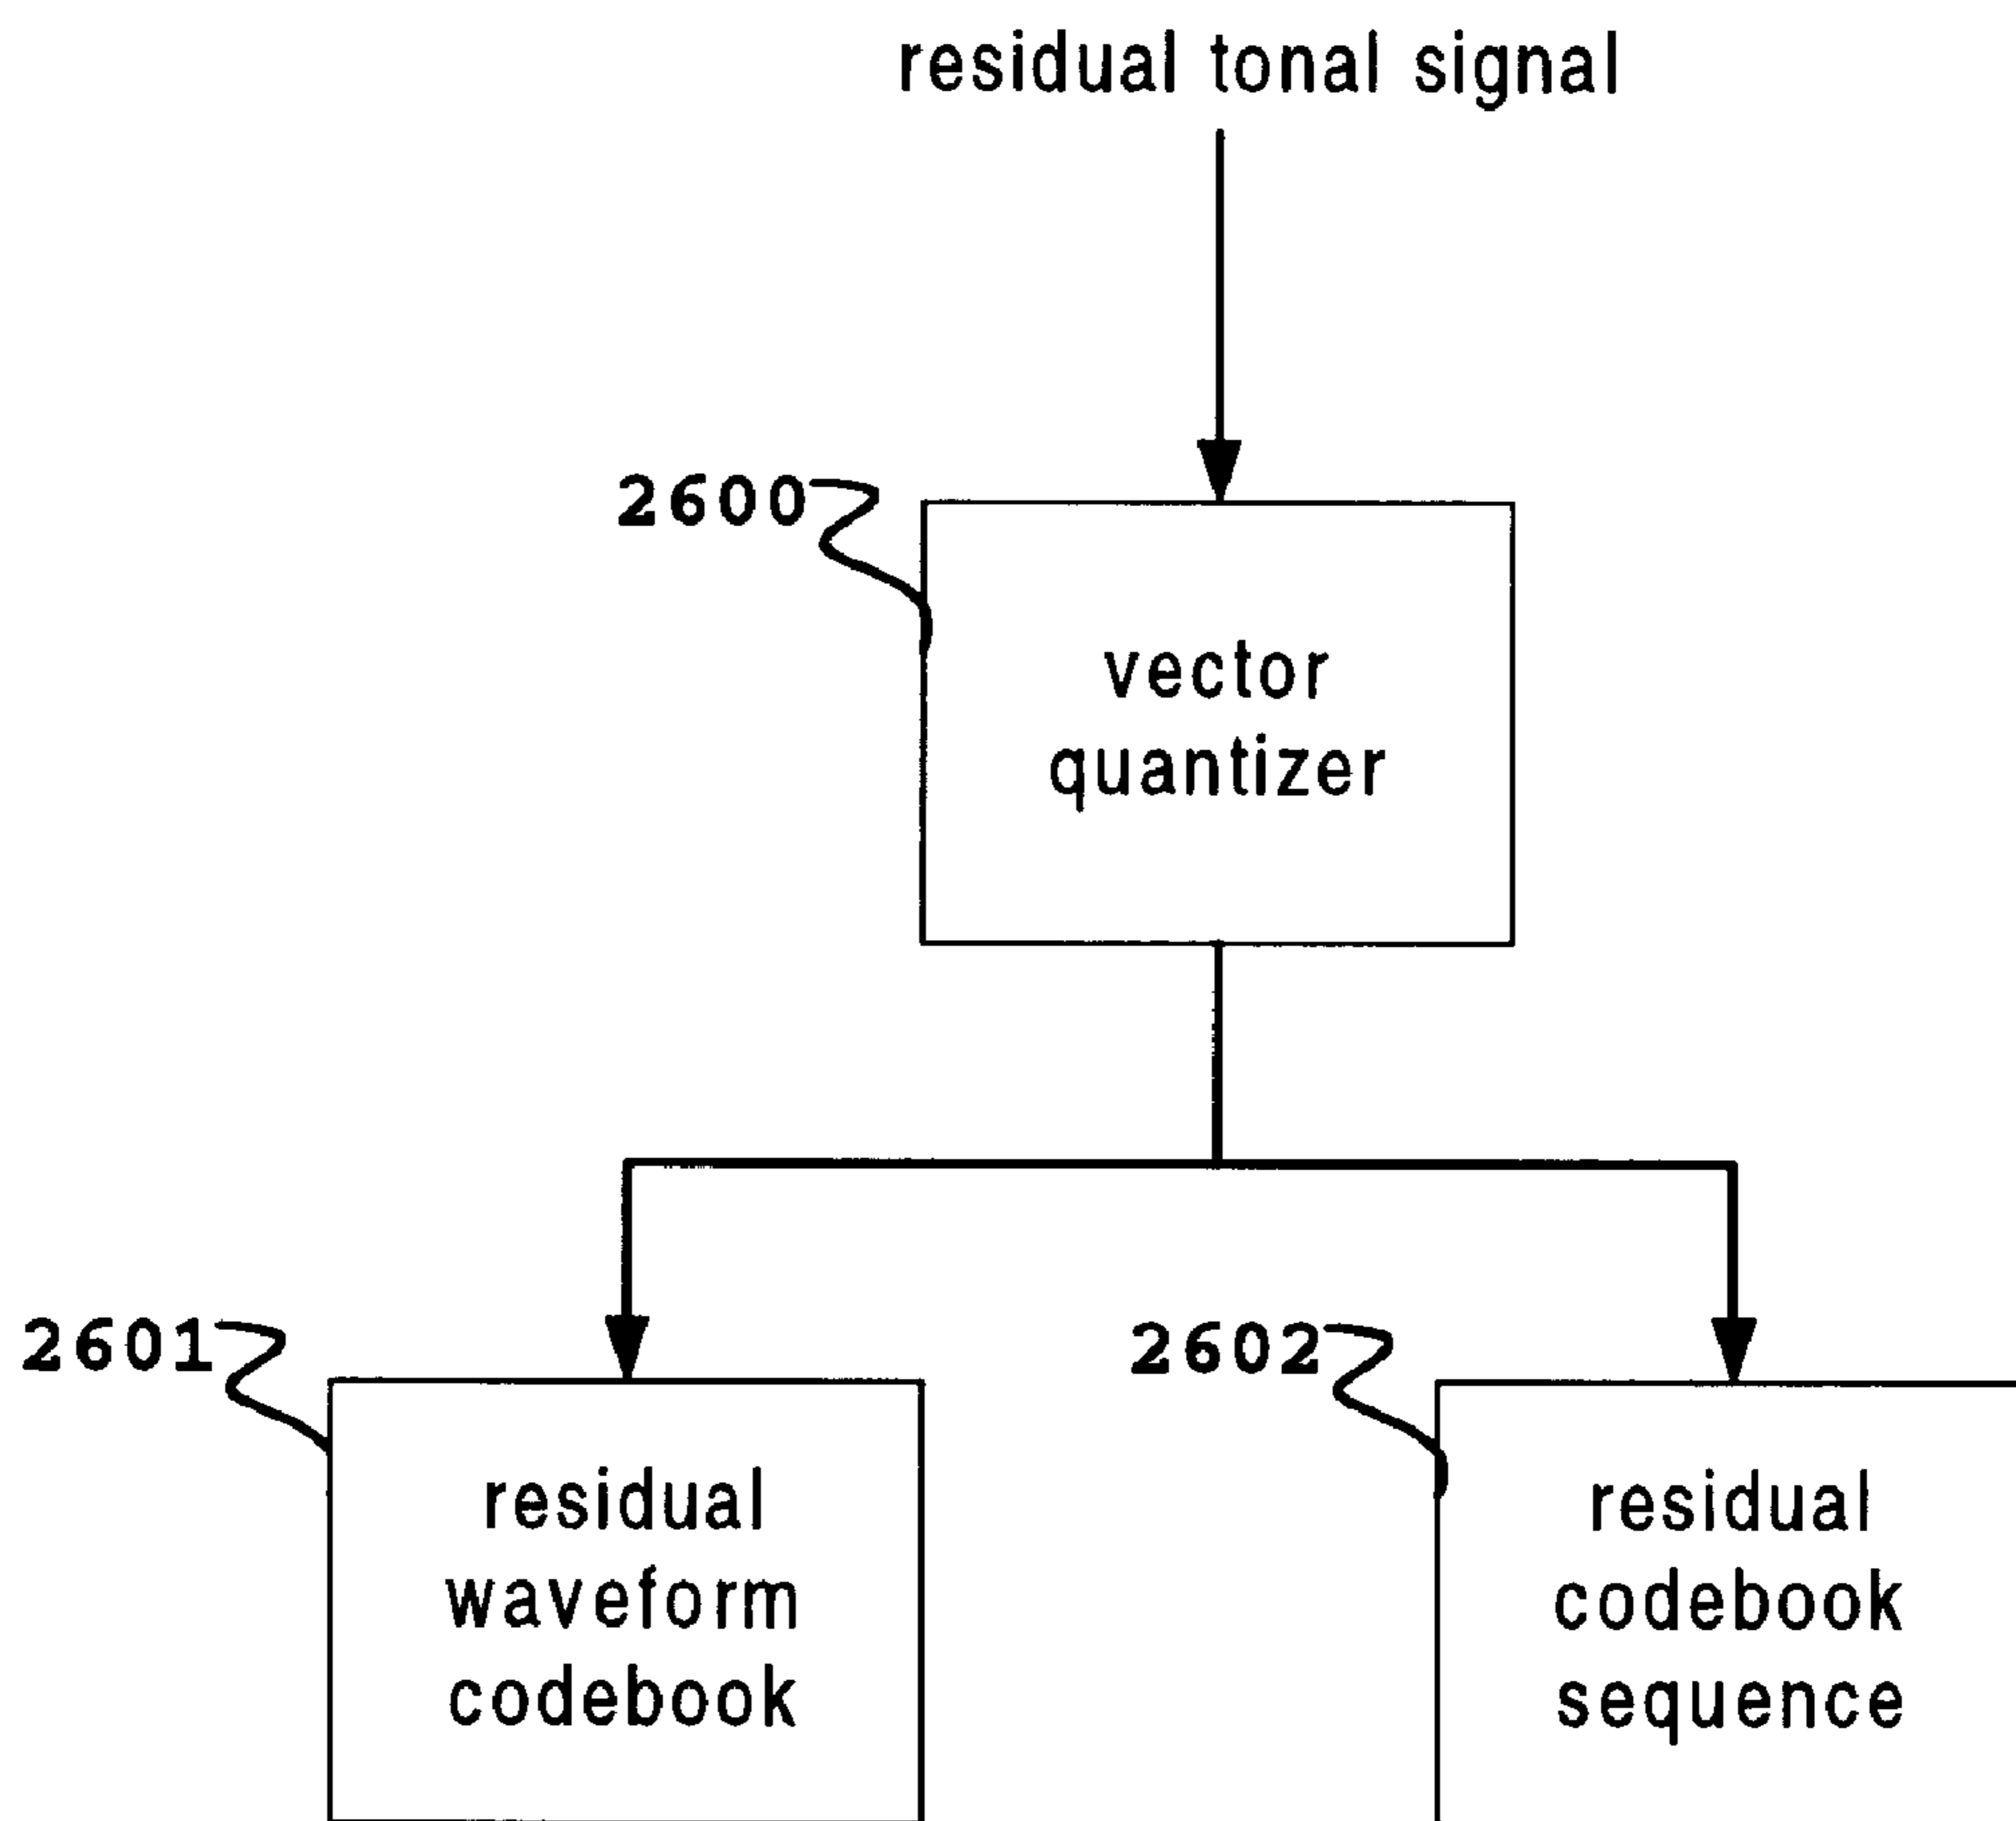 residual tonal signal
2600
vector
quantizer
2601
residual
waveform
codebook
2602
residual
codebook
sequence